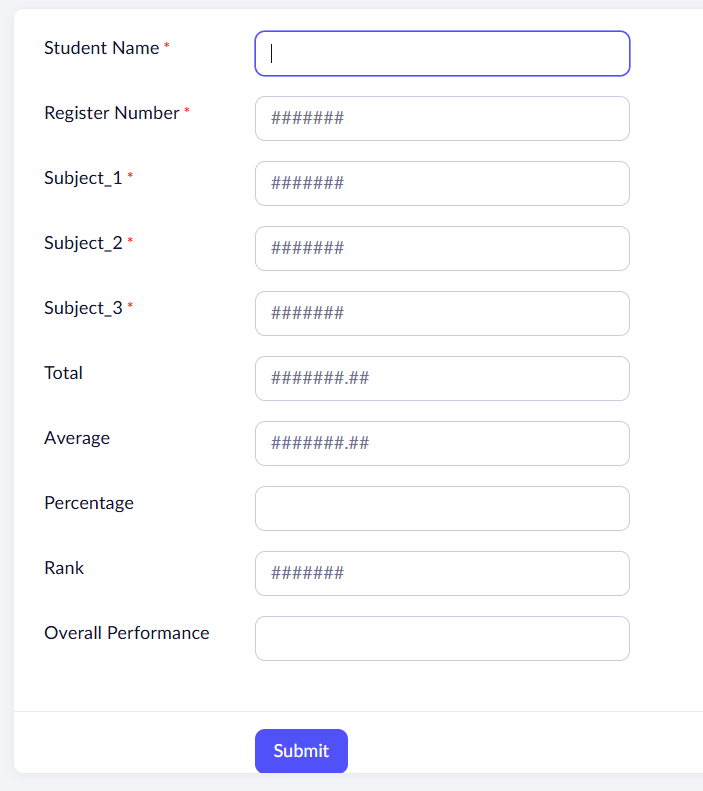 Student Name *
Register Number *
#######
Subject_1 *
#######
Subject_2 *
#######
Subject_3 *
#######
Total
#######.##
Average
#######.##
Percentage
Rank
#######
Overall Performance
Submit